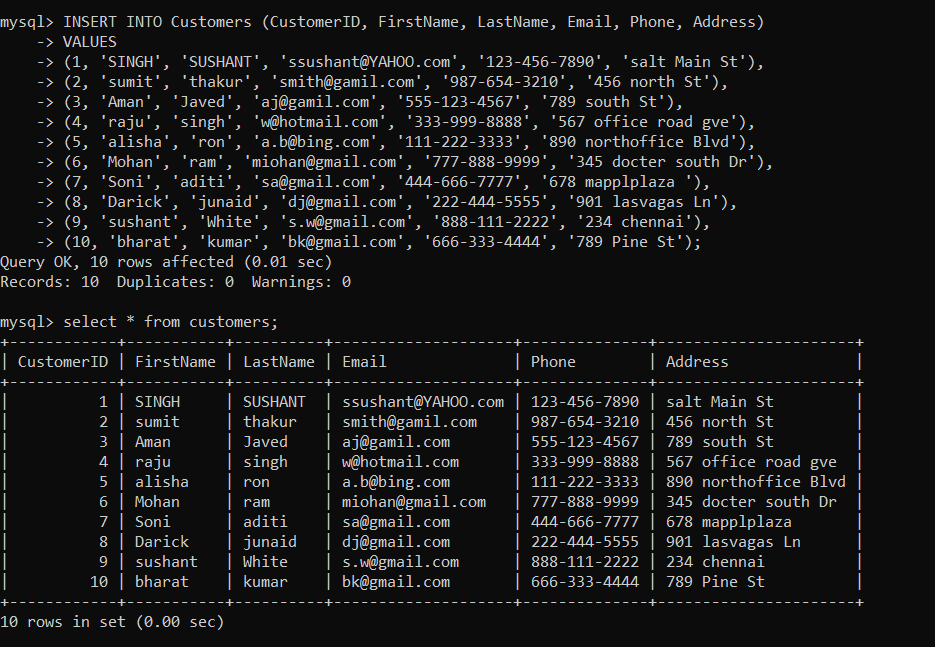 mysql> INSERT INTO Customers (CustomerID, FirstName, LastName, Email, Phone, Address)
    -> VALUES
    -> (1, 'SINGH', 'SUSHANT', 'ssushant@YAHOO.com', '123-456-7890', 'salt Main St'),
    -> (2, 'sumit', 'thakur', 'smith@gamil.com', '987-654-3210', '456 north St'),
    -> (3, 'Aman', 'Javed', 'aj@gamil.com', '555-123-4567', '789 south St'),
    -> (4, 'raju', 'singh', 'w@hotmail.com', '333-999-8888', '567 office road gve'),
    -> (5, 'alisha', 'ron', 'a.b@bing.com', '111-222-3333', '890 northoffice Blvd'),
    -> (6, 'Mohan', 'ram', 'miohan@gmail.com', '777-888-9999', '345 docter south Dr'),
    -> (7, 'Soni', 'aditi', 'sa@gmail.com', '444-666-7777', '678 mapplplaza '),
    -> (8, 'Darick', 'junaid', 'dj@gmail.com', '222-444-5555', '901 lasvagas Ln'),
    -> (9, 'sushant', 'White', 's.w@gmail.com', '888-111-2222', '234 chennai'),
    -> (10, 'bharat', 'kumar', 'bk@gmail.com', '666-333-4444', '789 Pine St');
Query OK, 10 rows affected (0.01 sec)
Records: 10  Duplicates: 0  Warnings: 0

mysql> select * from customers;
+------------+-----------+----------+--------------------+--------------+----------------------+
| CustomerID | FirstName | LastName | Email              | Phone        | Address              |
+------------+-----------+----------+--------------------+--------------+----------------------+
|          1 | SINGH     | SUSHANT  | ssushant@YAHOO.com | 123-456-7890 | salt Main St         |
|          2 | sumit     | thakur   | smith@gamil.com    | 987-654-3210 | 456 north St         |
|          3 | Aman      | Javed    | aj@gamil.com       | 555-123-4567 | 789 south St         |
|          4 | raju      | singh    | w@hotmail.com      | 333-999-8888 | 567 office road gve  |
|          5 | alisha    | ron      | a.b@bing.com       | 111-222-3333 | 890 northoffice Blvd |
|          6 | Mohan     | ram      | miohan@gmail.com   | 777-888-9999 | 345 docter south Dr  |
|          7 | Soni      | aditi    | sa@gmail.com       | 444-666-7777 | 678 mapplplaza       |
|          8 | Darick    | junaid   | dj@gmail.com       | 222-444-5555 | 901 lasvagas Ln      |
|          9 | sushant   | White    | s.w@gmail.com      | 888-111-2222 | 234 chennai          |
|         10 | bharat    | kumar    | bk@gmail.com       | 666-333-4444 | 789 Pine St          |
+------------+-----------+----------+--------------------+--------------+----------------------+
10 rows in set (0.00 sec)